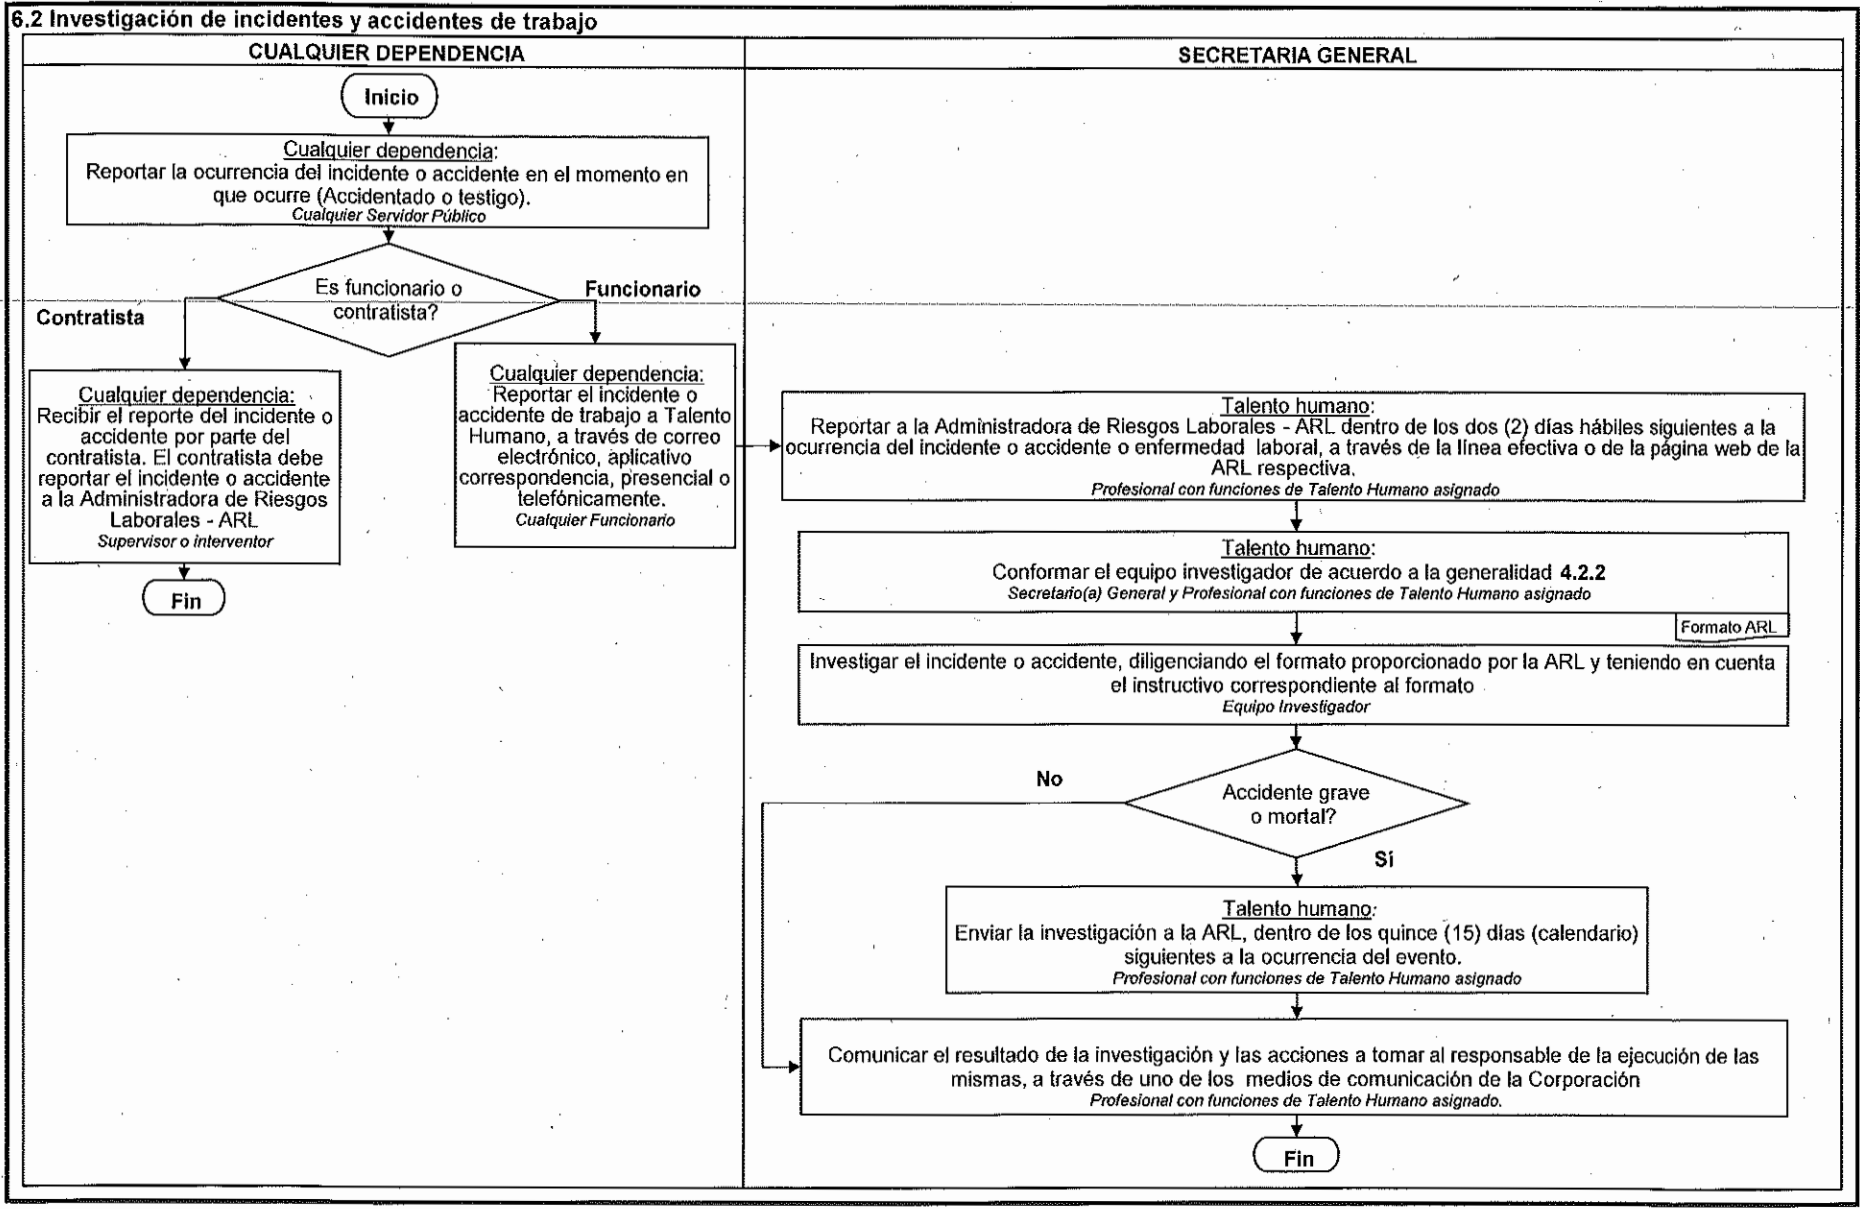 6.2 Investigación de incidentes y accidentes de trabajo
CUALQUIER DEPENDENCIA
SECRETARIA GENERAL
Inicio
Cualquier dependencia:
Reportar la ocurrencia del incidente o accidente en el momento en
que ocurre (Accidentado o testigo).
Cualquier Servidor Público
Es funcionario o
contratista?
Funcionario
Contratista
Cualquier dependencia:
Recibir el reporte del incidente o
accidente por parte del
contratista. El contratista debe
reportar el incidente o accidente
a la Administradora de Riesgos
Laborales - ARL
Supervisor o interventor
Fin
Cualquier dependencia:
Reportar el incidente o
accidente de trabajo a Talento
Humano, a través de correo
electrónico, aplicativo
correspondencia, presencial o
telefónicamente.
Cualquier Funcionario
Talento humano:
Reportar a la Administradora de Riesgos Laborales - ARL dentro de los dos (2) días hábiles siguientes a la
ocurrencia del incidente o accidente o enfermedad laboral, a través de la línea efectiva o de la página web de la
ARL respectiva.
Profesional con funciones de Talento Humano asignado
Talento humano:
Conformar el equipo investigador de acuerdo a la generalidad 4.2.2
Secretario(a) General y Profesional con funciones de Talento Humano asignado
Formato ARL
Investigar el incidente o accidente, diligenciando el formato proporcionado por la ARL y teniendo en cuenta
el instructivo correspondiente al formato
Equipo Investigador
Accidente grave
o mortal?
No
Sí
Talento humano:
Enviar la investigación a la ARL, dentro de los quince (15) días (calendario)
siguientes a la ocurrencia del evento.
Profesional con funciones de Talento Humano asignado
Comunicar el resultado de la investigación y las acciones a tomar al responsable de la ejecución de las
mismas, a través de uno de los medios de comunicación de la Corporación
Profesional con funciones de Talento Humano asignado.
Fin